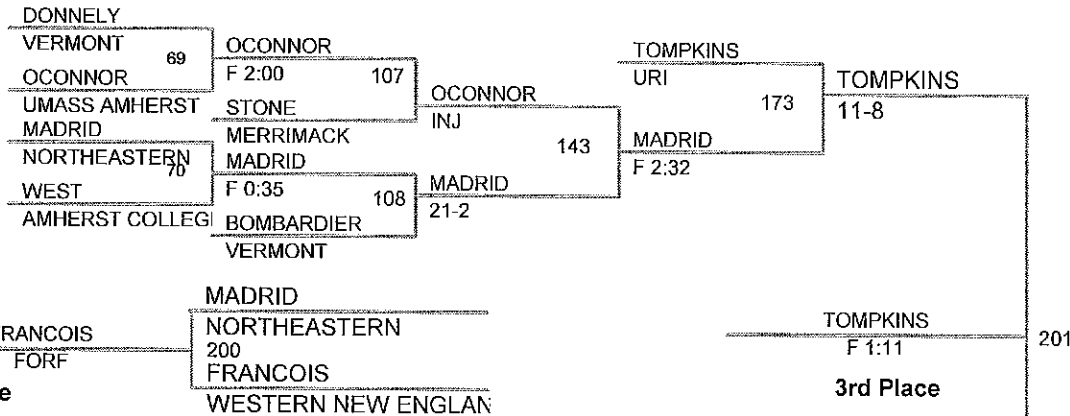 DONNELY
VERMONT
69
OCONNOR
UMASS AMHERST
MADRID
NORTHEASTERN
70
WEST
AMHERST COLLEGI
OCONNOR
F 2:00
107
STONE
MERRIMACK
MADRID
F 0:35
108
BOMBARDIER
VERMONT
OCONNOR
INJ
143
MADRID
21-2
TOMPKINS
URI
173
MADRID
F 2:32
TOMPKINS
11-8
RANCOIS
FORF
e
MADRID
NORTHEASTERN
200
FRANCOIS
WESTERN NEW ENGLAN
TOMPKINS
F 1:11
3rd Place
201